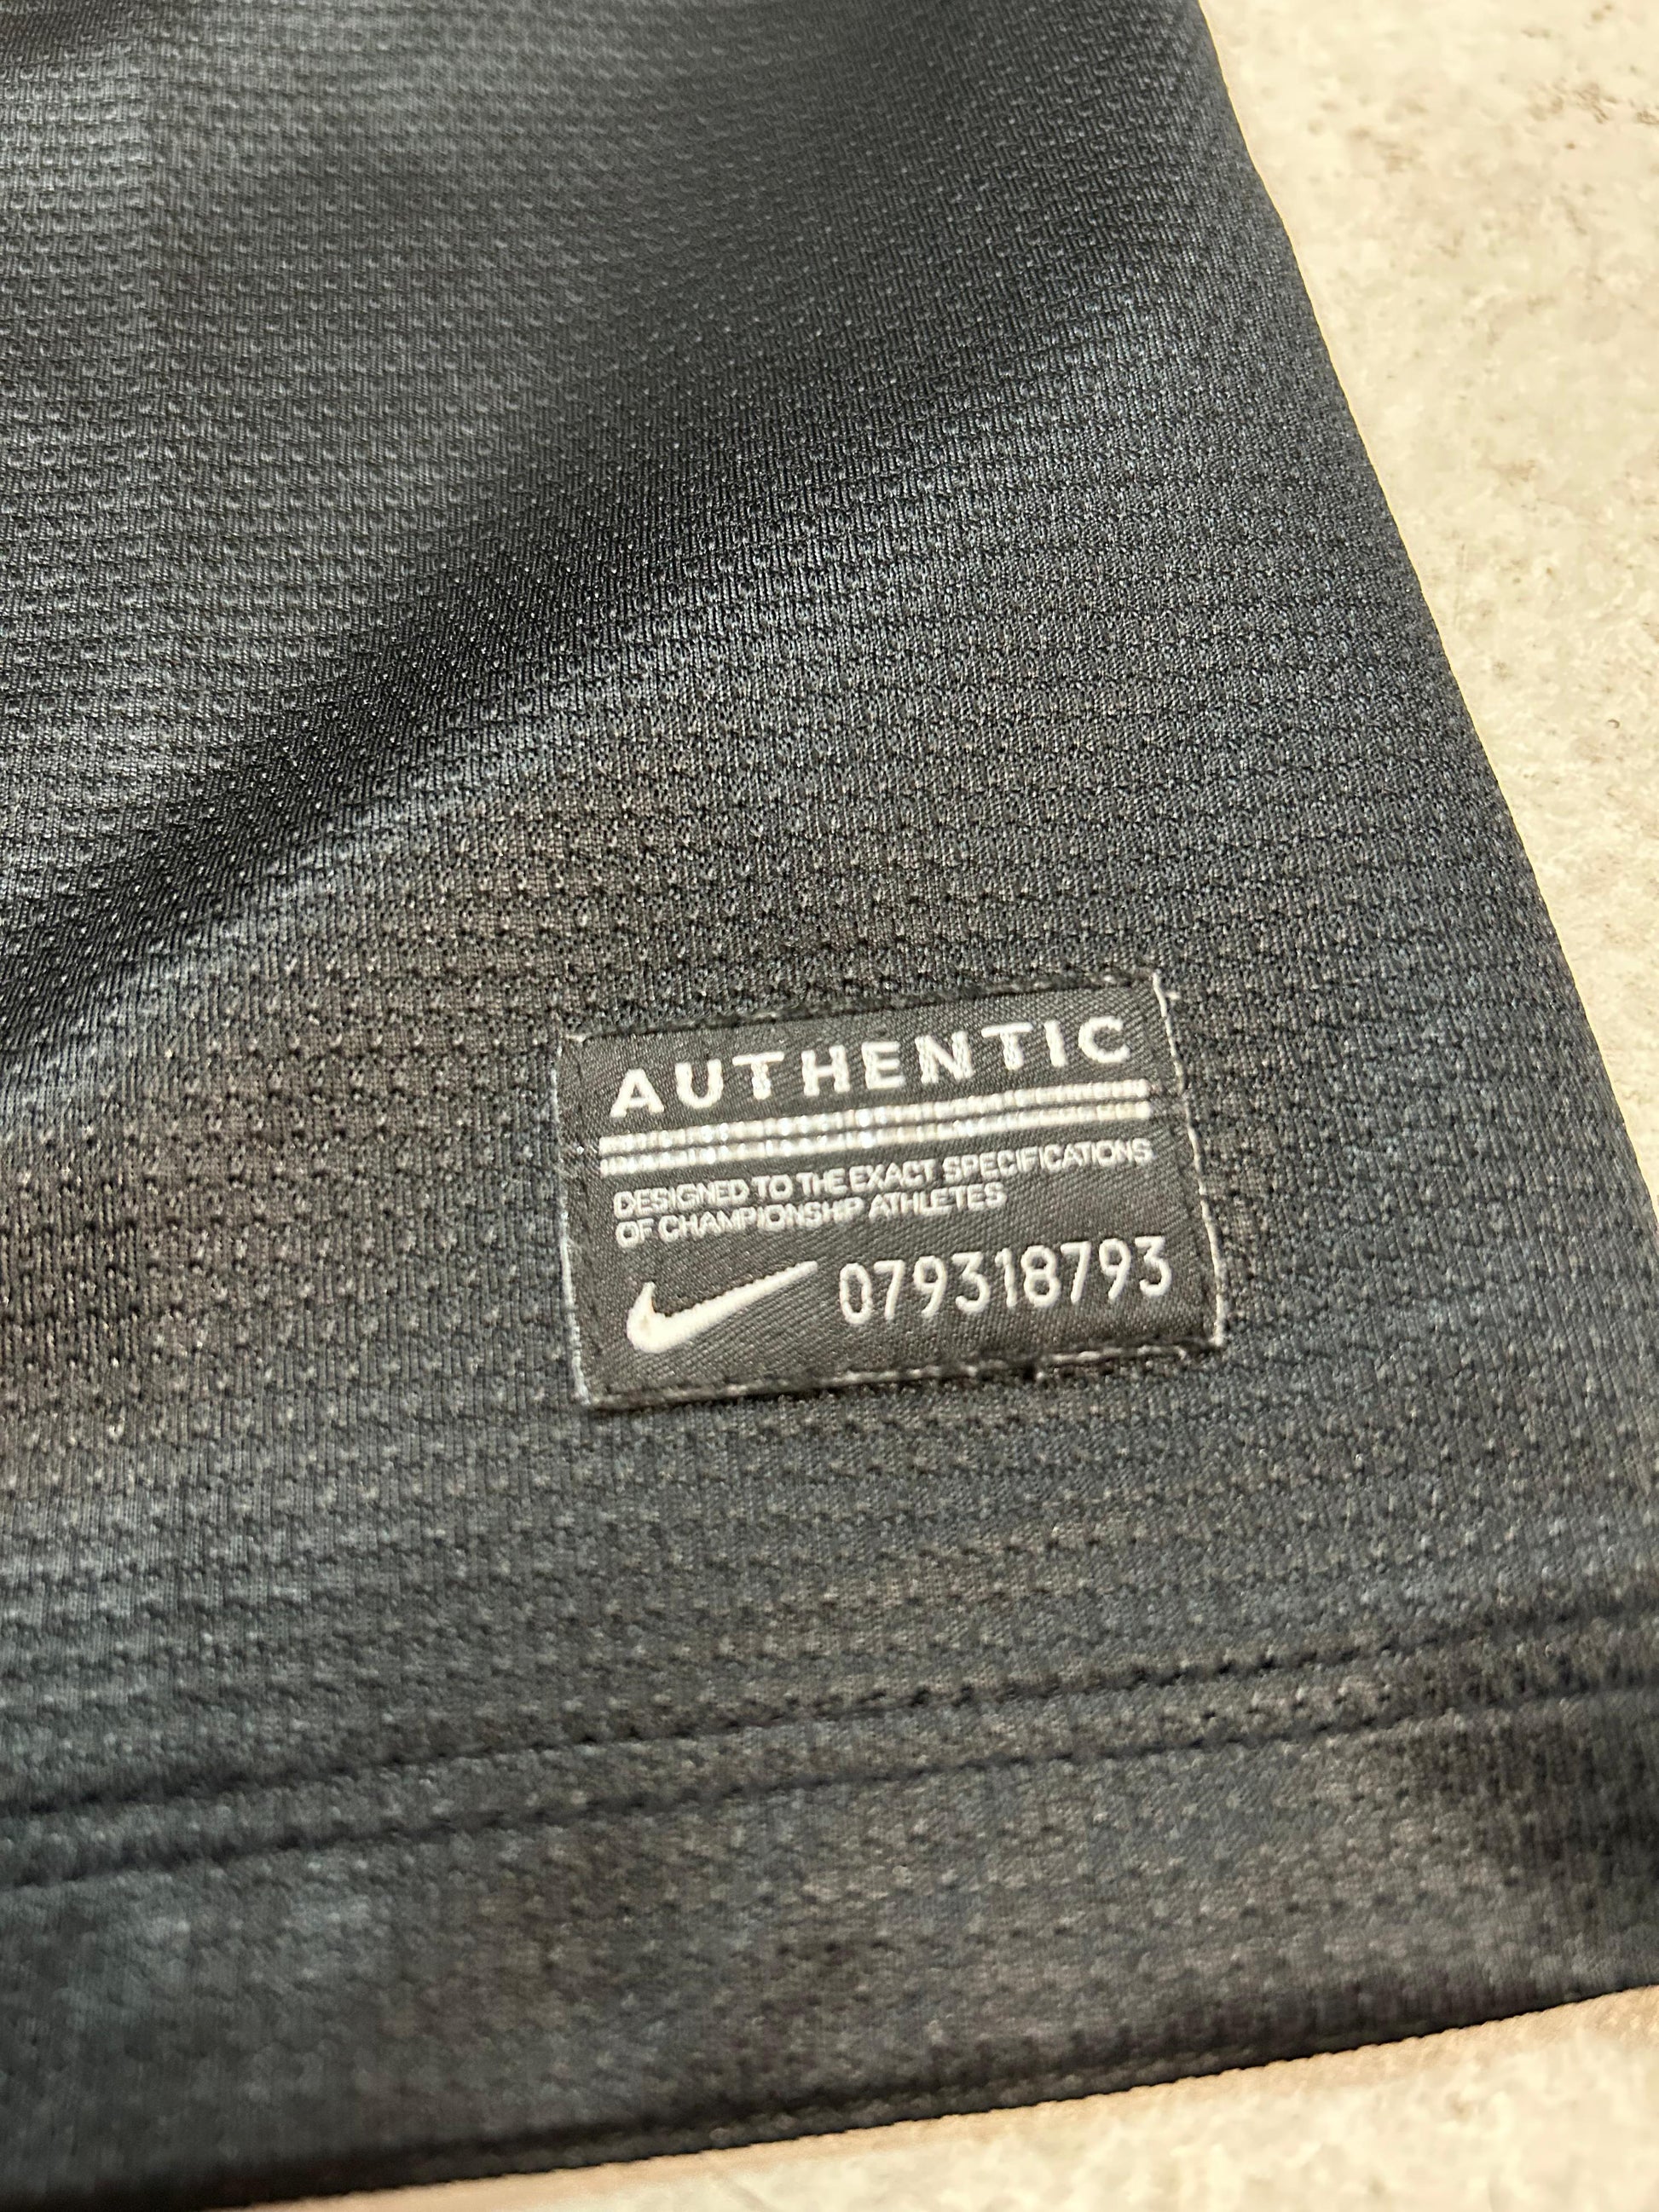 AUTHENTIC
DESIGNED TO THE EXACT SPECIFICATIONS
OF CHAMPIONSHIP ATHLETES
079318793